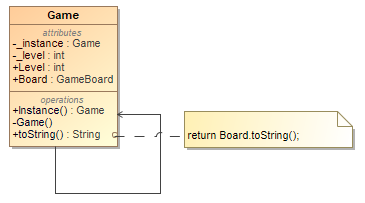 Game
attributes
-_instance : Game
-_level : int
+Level : int
+Board : GameBoard
operations
+Instance() : Game
-Game()
+toString() : String
return Board.toString();